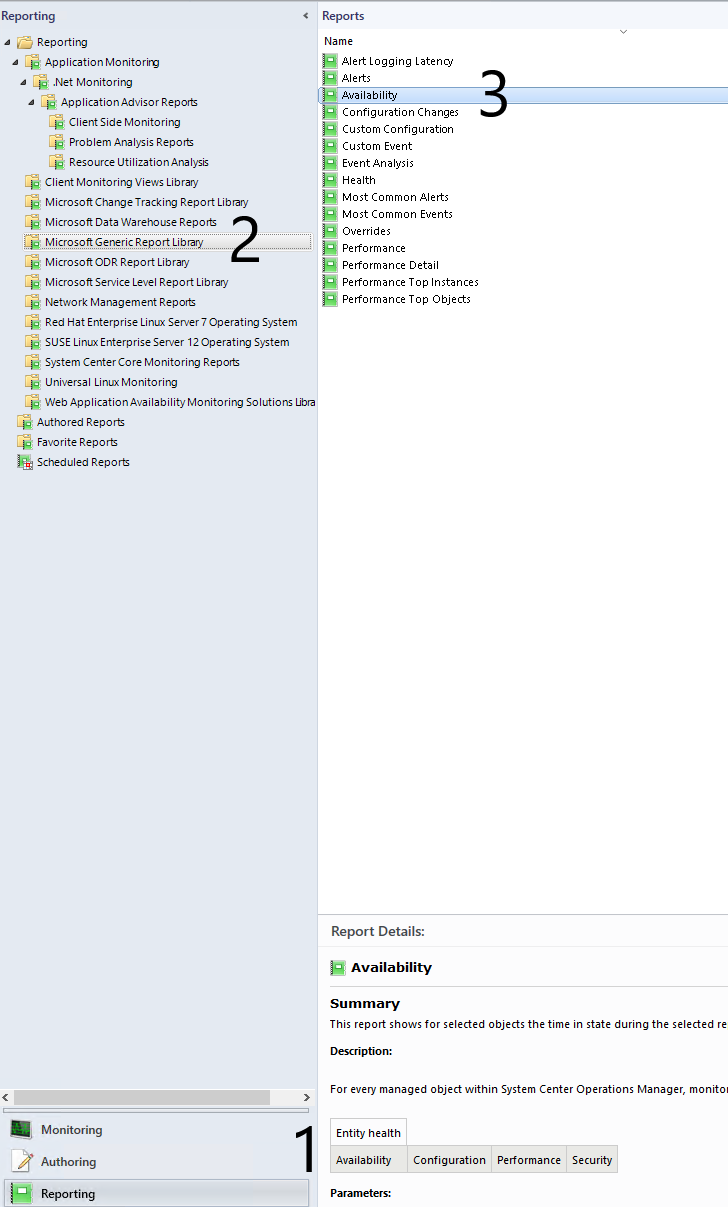 Reporting
Reporting
Application Monitoring
.Net Monitoring
Application Advisor Reports
Client Side Monitoring
Problem Analysis Reports
Resource Utilization Analysis
Client Monitoring Views Library
Microsoft Change Tracking Report Library
Microsoft Data Warehouse Reports
Microsoft Generic Report Library
2
Microsoft ODR Report Library
Microsoft Service Level Report Library
Network Management Reports
Red Hat Enterprise Linux Server 7 Operating System
SUSE Linux Enterprise Server 12 Operating System
System Center Core Monitoring Reports
Universal Linux Monitoring
Web Application Availability Monitoring Solutions Libra
Authored Reports
Favorite Reports
Scheduled Reports
Monitoring
1
Authoring
Reporting
Reports
Name
Alert Logging Latency
Alerts
Availability
3
Configuration Changes
Custom Configuration
Custom Event
Event Analysis
Health
Most Common Alerts
Most Common Events
Overrides
Performance
Performance Detail
Performance Top Instances
Performance Top Objects
Report Details:
Availability
Summary
This report shows for selected objects the time in state during the selected re
Description:
For every managed object within System Center Operations Manager, monitor
Entity health
Availability Configuration Performance Security
Parameters: